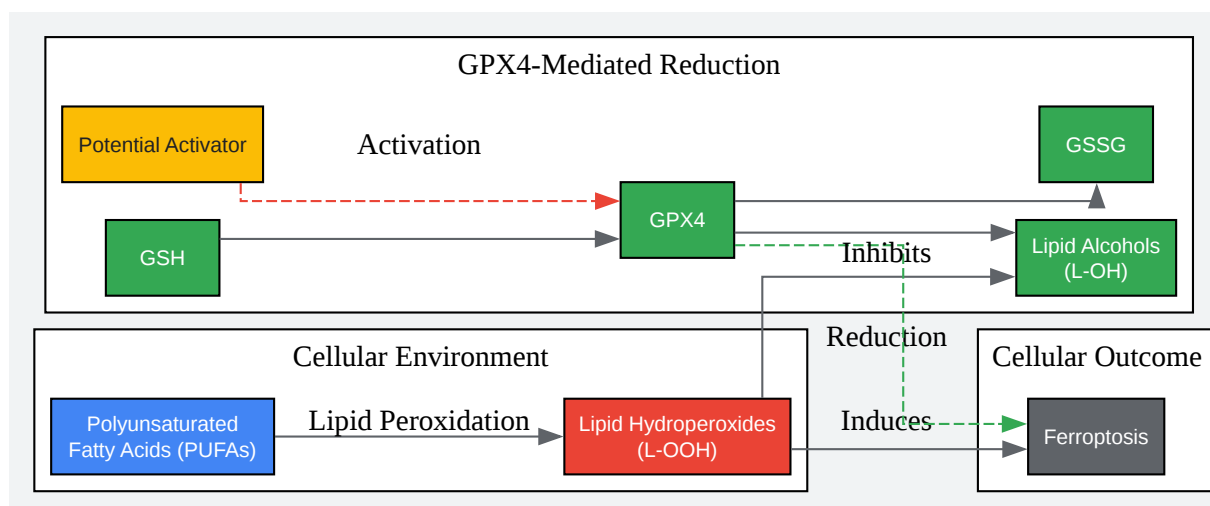 GPX4-Mediated Reduction
Potential Activator
Activation
GSSG
GPX4
GSH
Inhibits
Lipid Alcohols
(L-OH)
Reduction
Cellular Environment
Cellular Outcome
Polyunsaturated
Fatty Acids (PUFAs)
Lipid Peroxidation
Lipid Hydroperoxides
(L-OOH)
Induces
Ferroptosis